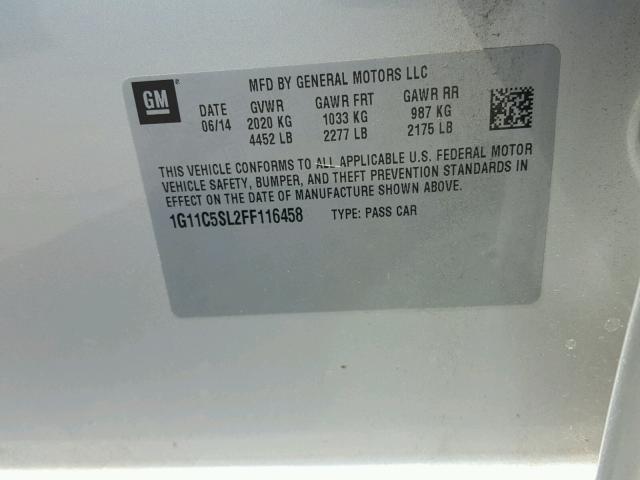 GM
MFD BY GENERAL MOTORS LLC
DATE GVWR GAWR FRT GAWR RR
06/14 2020 KG 1033 KG 987 KG
4452 LB 2277 LB 2175 LB
THIS VEHICLE CONFORMS TO ALL APPLICABLE U.S. FEDERAL MOTOR
VEHICLE SAFETY, BUMPER, AND THEFT PREVENTION STANDARDS IN
EFFECT ON THE DATE OF MANUFACTURE SHOWN ABOVE.
1G11C5SL2FF116458 TYPE: PASS CAR